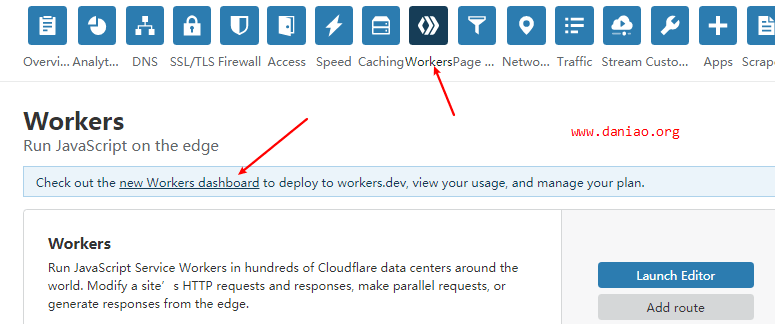 Overvi... Analyt... DNS SSL/TLS Firewall Access Speed Caching Workers Page ... Netwo... Traffic Stream Custo... Apps Scrape
Workers
Run JavaScript on the edge
www.daniao.org
Check out the new Workers dashboard to deploy to workers.dev, view your usage, and manage your plan.
Workers
Run JavaScript Service Workers in hundreds of Cloudflare data centers around the
world. Modify a site's HTTP requests and responses, make parallel requests, or
generate responses from the edge.
Launch Editor
Add route